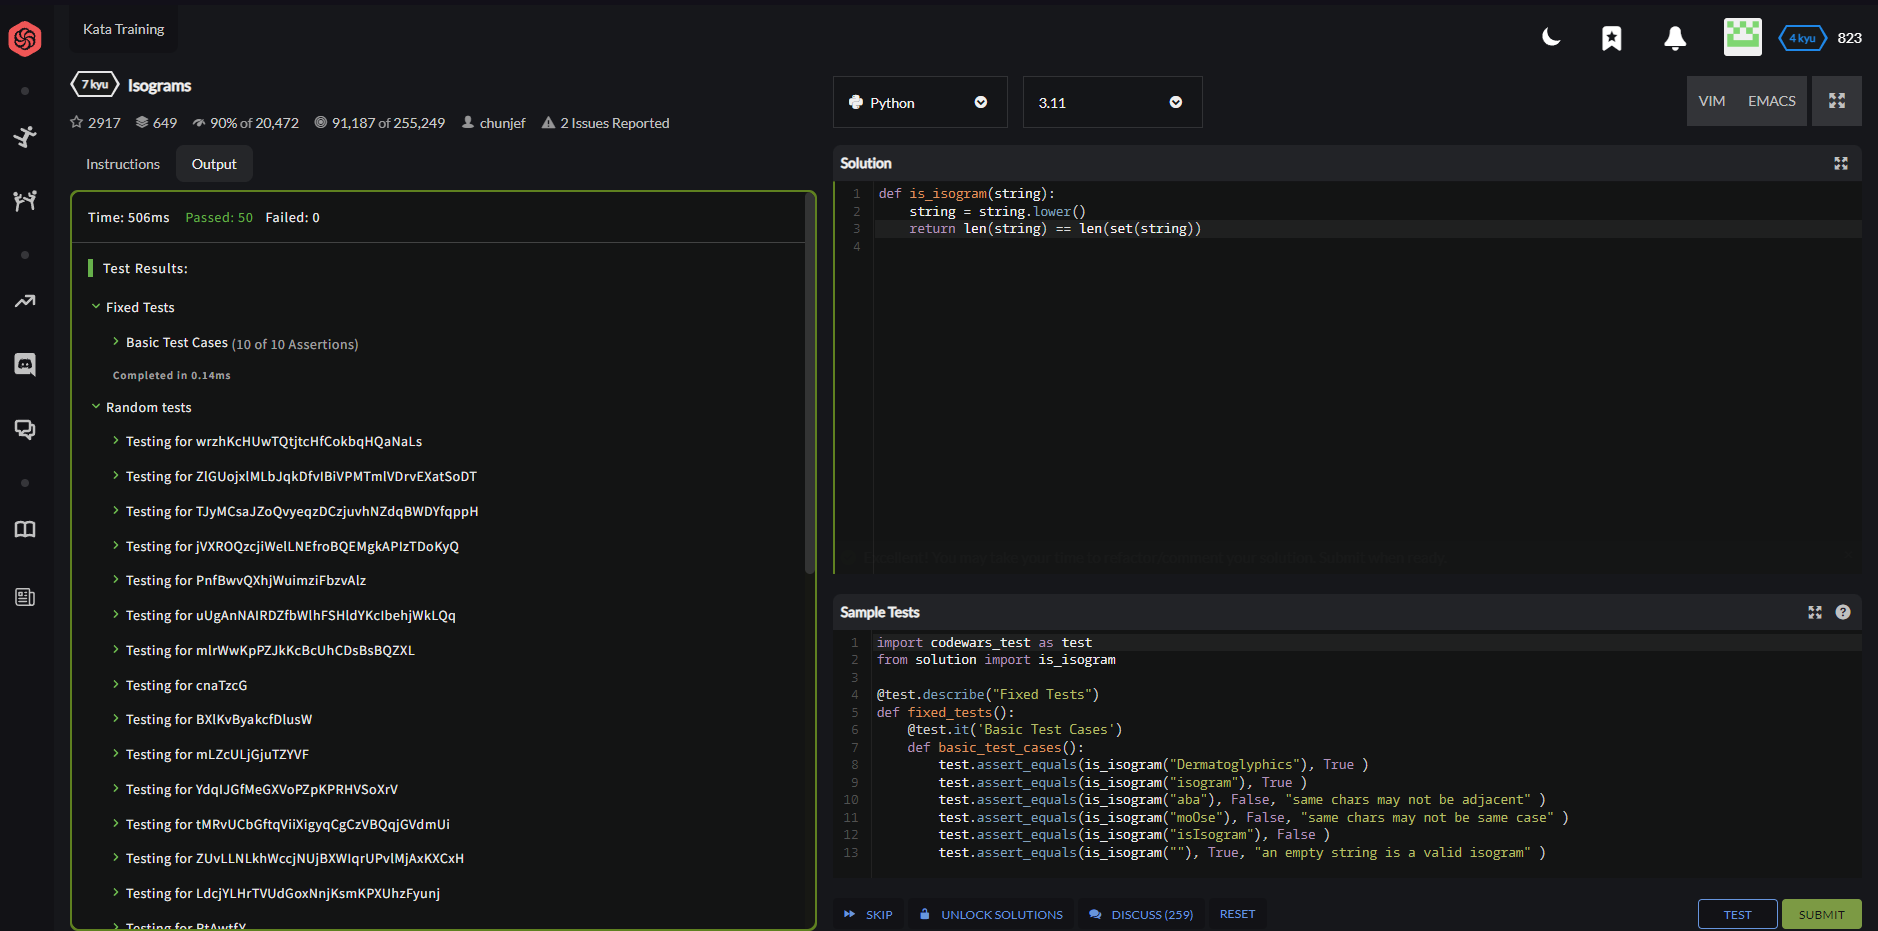 Kata Training
4 kyu 823
7 kyu Isograms
2917 649 90% of 20,472 91,187 of 255,249 chunjef 2 Issues Reported
Instructions Output
Time: 506ms Passed: 50 Failed: 0
Test Results:
Fixed Tests
Basic Test Cases (10 of 10 Assertions)
Completed in 0.14ms
Random tests
Testing for wrzhKcHUwTQtjtcHfCokbqHQaNaLs
Testing for ZlGUojxlMLbJqkDfvIBiVPMTmlVDrvEXatSoDT
Testing for TJyMCsaJZoQvyeqzDCzjuvhNZdqBWDYfqppH
Testing for jVXROQzcjiWelLNEfroBQEMgkAPIzTDoKyQ
Testing for PnfBwvQXhjWuimziFbzvAlz
Testing for uUgAnNAIRDZfbWlhFSHldYKcIbehjWkLQq
Testing for mlrWwKpPZJkKcBcUhCDsBsBQZXL
Testing for cnaTzcG
Testing for BXlKvByakcfDlusW
Testing for mLZcULjGjuTZYVF
Testing for YdqIJGfMeGXVoPZpKPRHVSoXrV
Testing for tMRvUCbGftqViiXigyqCgCzVBQqjGVdmUi
Testing for ZUvLLNLkhWccjNUjBXWIqrUPvlMjAxKXCxH
Testing for LdcjYLHrTVUdGoxNnjKsmKPXUhzFyunj
Testing for PtAwtfY
Python 3.11 VIM EMACS
Solution
1 def is_isogram(string):
2 string = string.lower()
3 return len(string) == len(set(string))
4
Sample Tests
1 import codewars_test as test
2 from solution import is_isogram
3
4 @test.describe("Fixed Tests")
5 def fixed_tests():
6 @test.it('Basic Test Cases')
7 def basic_test_cases():
8 test.assert_equals(is_isogram("Dermatoglyphics"), True )
9 test.assert_equals(is_isogram("isogram"), True )
10 test.assert_equals(is_isogram("aba"), False, "same chars may not be adjacent" )
11 test.assert_equals(is_isogram("moOse"), False, "same chars may not be same case" )
12 test.assert_equals(is_isogram("isIsogram"), False )
13 test.assert_equals(is_isogram(""), True, "an empty string is a valid isogram" )
SKIP UNLOCK SOLUTIONS DISCUSS (259) RESET TEST SUBMIT